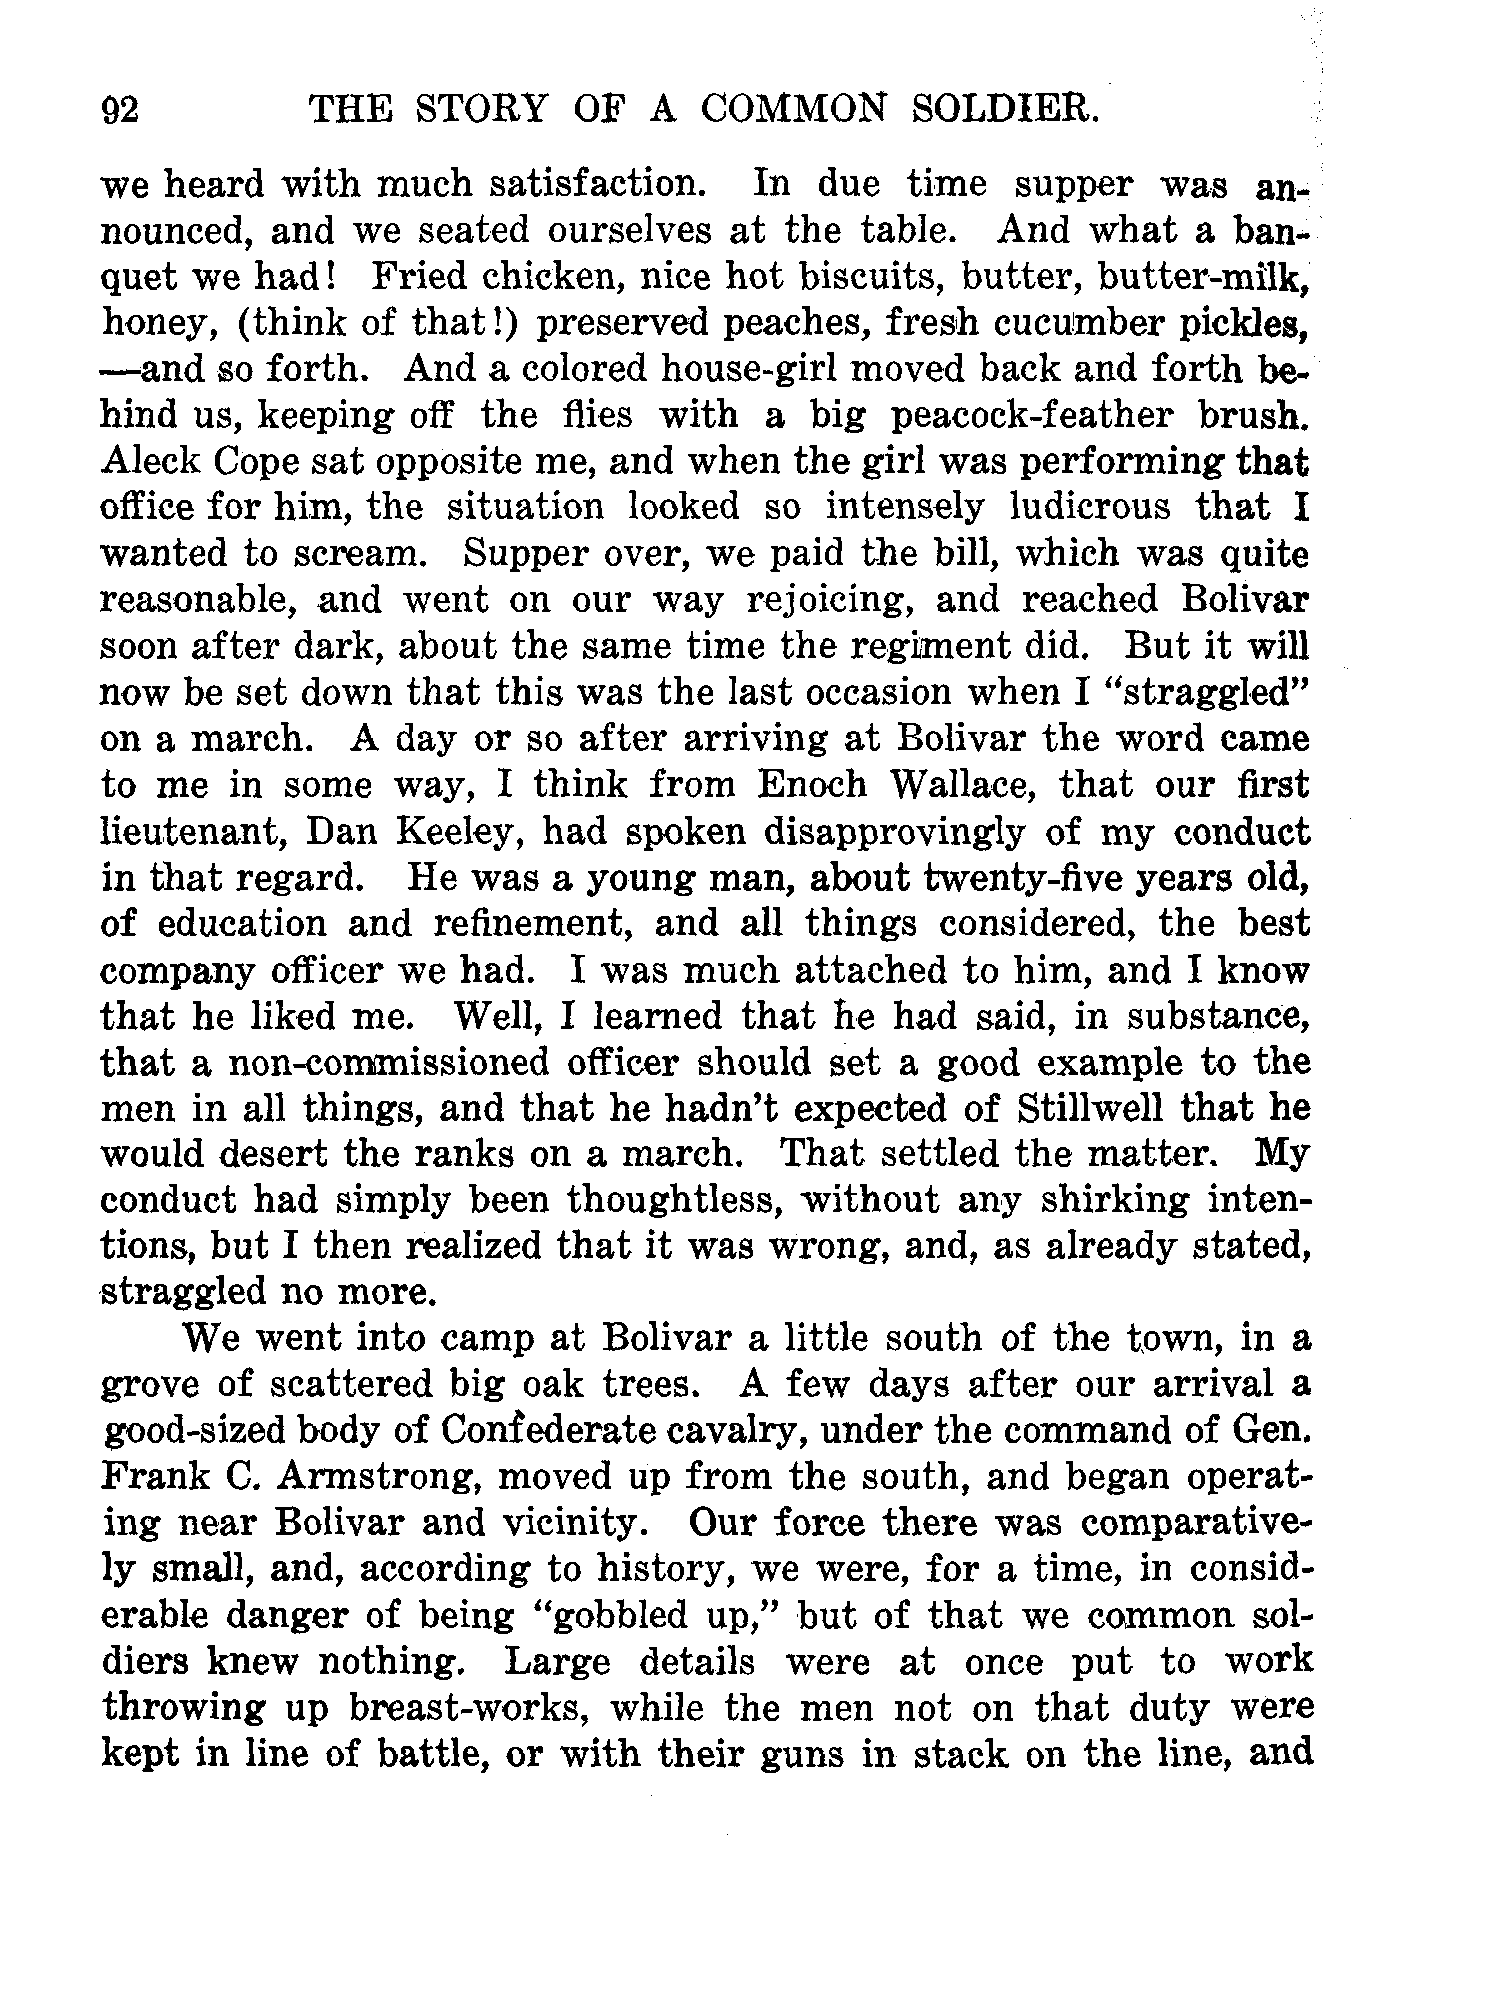 92 THE STORY OF A COMMON SOLDIER.
we heard with much satisfaction. In due time supper was an-
nounced, and we seated ourselves at the table. And what a ban-
quet we had! Fried chicken, nice hot biscuits, butter, butter-milk,
honey, (think of that!) preserved peaches, fresh cucumber pickles,
—and so forth. And a colored house-girl moved back and forth be-
hind us, keeping off the flies with a big peacock-feather brush.
Aleck Cope sat opposite me, and when the girl was performing that
office for him, the situation looked so intensely ludicrous that I
wanted to scream. Supper over, we paid the bill, which was quite
reasonable, and went on our way rejoicing, and reached Bolivar
soon after dark, about the same time the regiment did. But it will
now be set down that this was the last occasion when I "straggled"
on a march. A day or so after arriving at Bolivar the word came
to me in some way, I think from Enoch Wallace, that our first
lieutenant, Dan Keeley, had spoken disapprovingly of my conduct
in that regard. He was a young man, about twenty-five years old,
of education and refinement, and all things considered, the best
company officer we had. I was much attached to him, and I know
that he liked me. Well, I learned that he had said, in substance,
that a non-commissioned officer should set a good example to the
men in all things, and that he hadn't expected of Stillwell that he
would desert the ranks on a march. That settled the matter. My
conduct had simply been thoughtless, without any shirking inten-
tions, but I then realized that it was wrong, and, as already stated,
straggled no more.
We went into camp at Bolivar a little south of the town, in a
grove of scattered big oak trees. A few days after our arrival a
good-sized body of Confederate cavalry, under the command of Gen.
Frank C. Armstrong, moved up from the south, and began operat-
ing near Bolivar and vicinity. Our force there was comparative-
ly small, and, according to history, we were, for a time, in consid-
erable danger of being "gobbled up," but of that we common sol-
diers knew nothing. Large details were at once put to work
throwing up breast-works, while the men not on that duty were
kept in line of battle, or with their guns in stack on the line, and